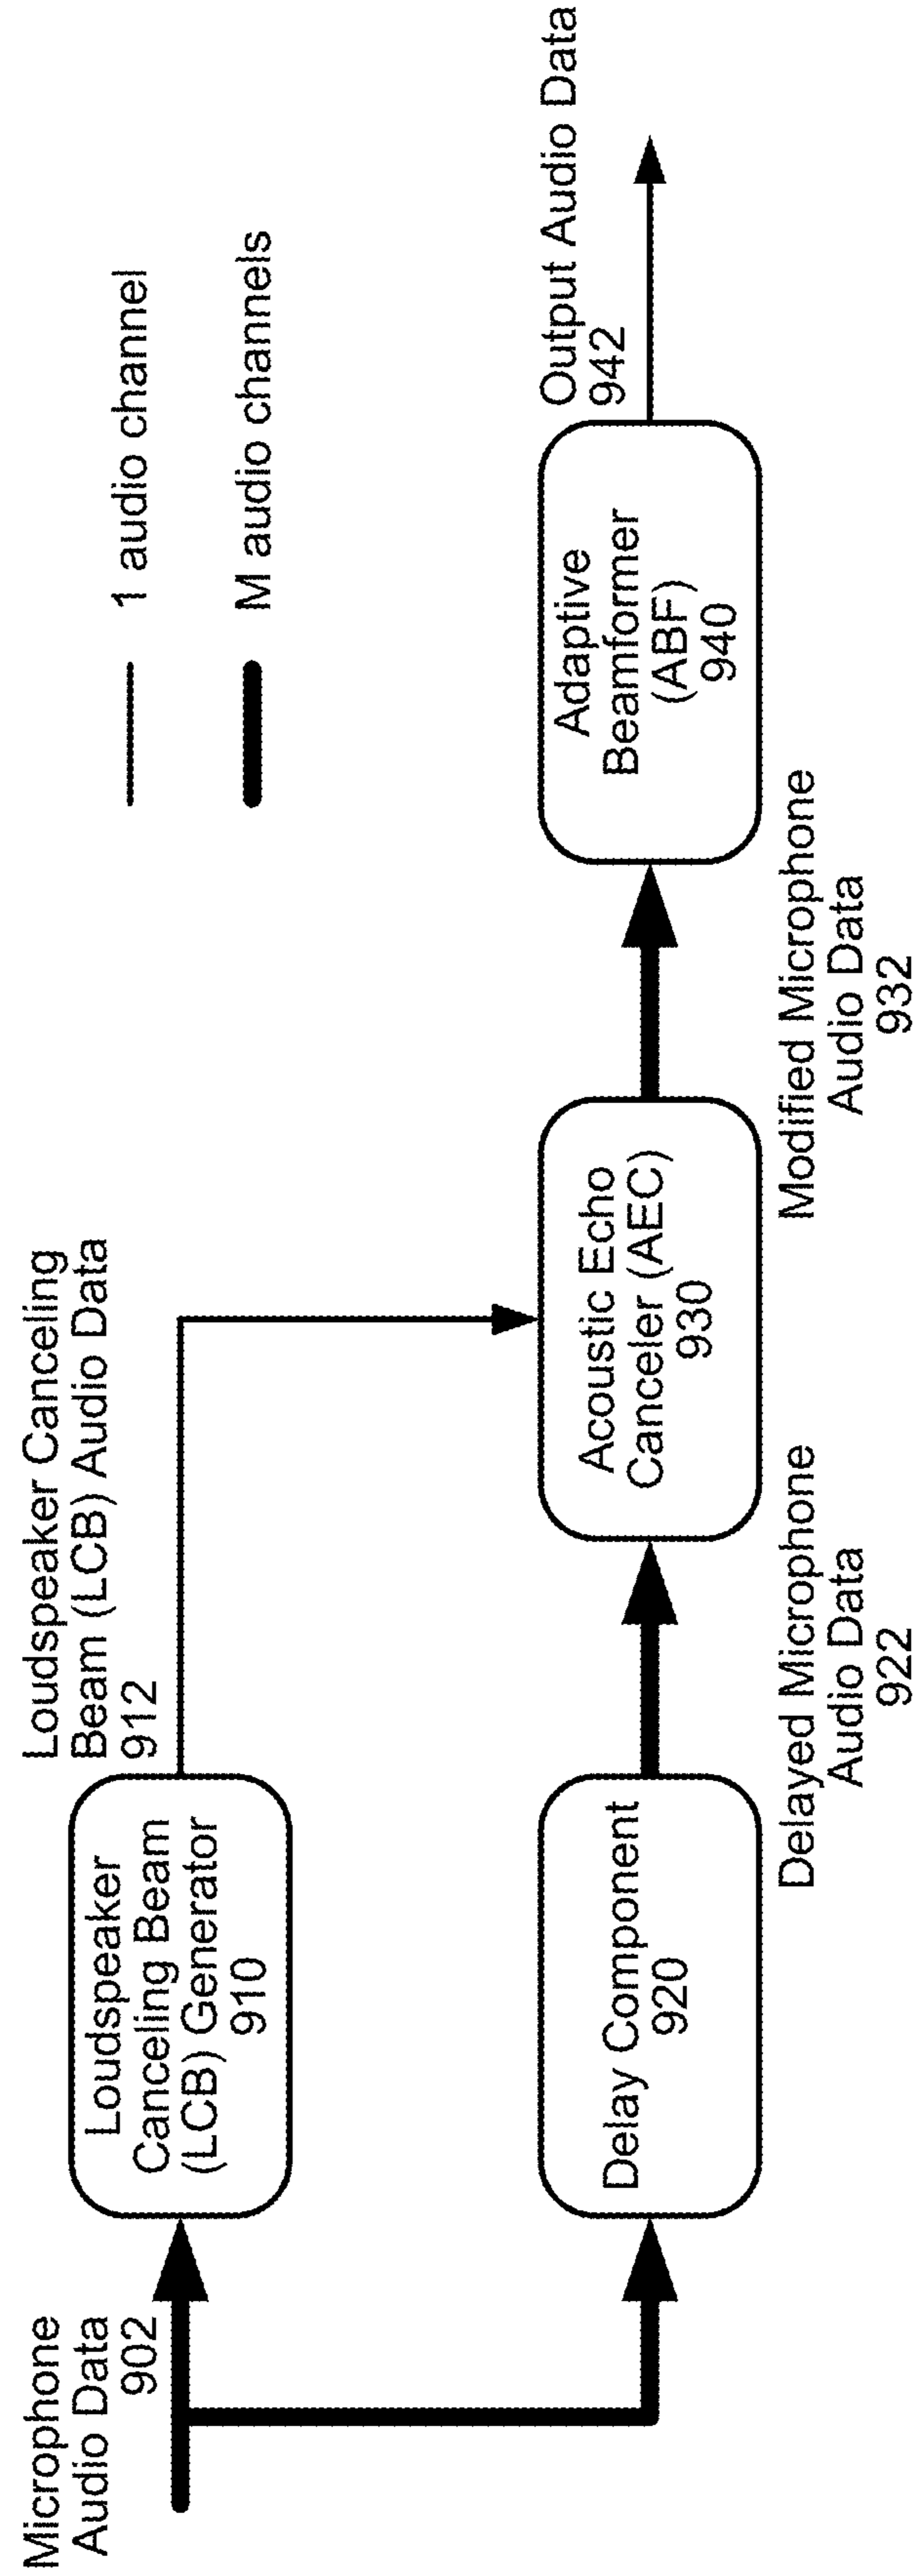 Microphone
Audio Data
902
Loudspeaker
Canceling Beam
(LCB) Generator
910
Loudspeaker Canceling
Beam (LCB) Audio Data
912
1 audio channel
M audio channels
Delay Component
920
Delayed Microphone
Audio Data
922
Acoustic Echo
Canceler (AEC)
930
Modified Microphone
Audio Data
932
Adaptive
Beamformer
(ABF)
940
Output Audio Data
942